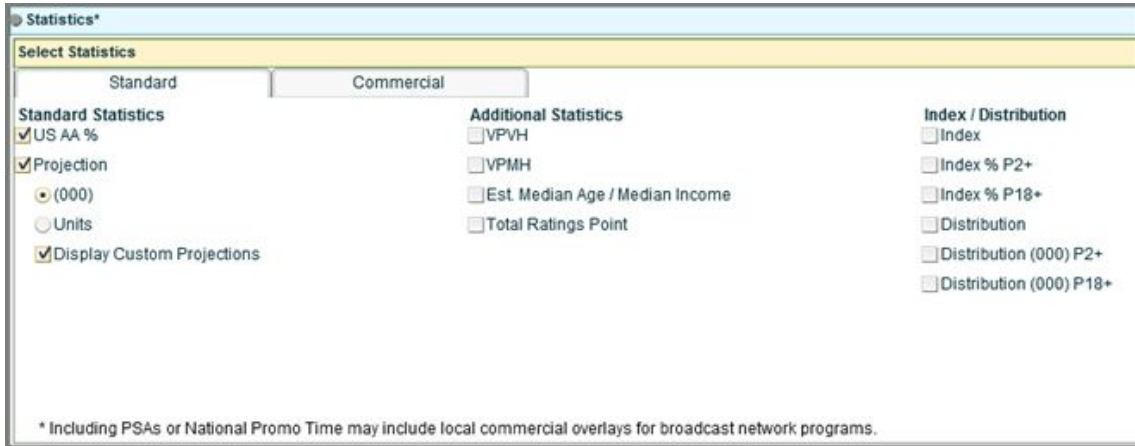 Statistics*
Select Statistics
Standard Commercial
Standard Statistics Additional Statistics Index / Distribution
US AA % VPVH Index
Projection VPMH Index % P2+
(000) Est. Median Age / Median Income Index % P18+
Units Total Ratings Point Distribution
Display Custom Projections Distribution (000) P2+
Distribution (000) P18+
* Including PSAs or National Promo Time may include local commercial overlays for broadcast network programs.